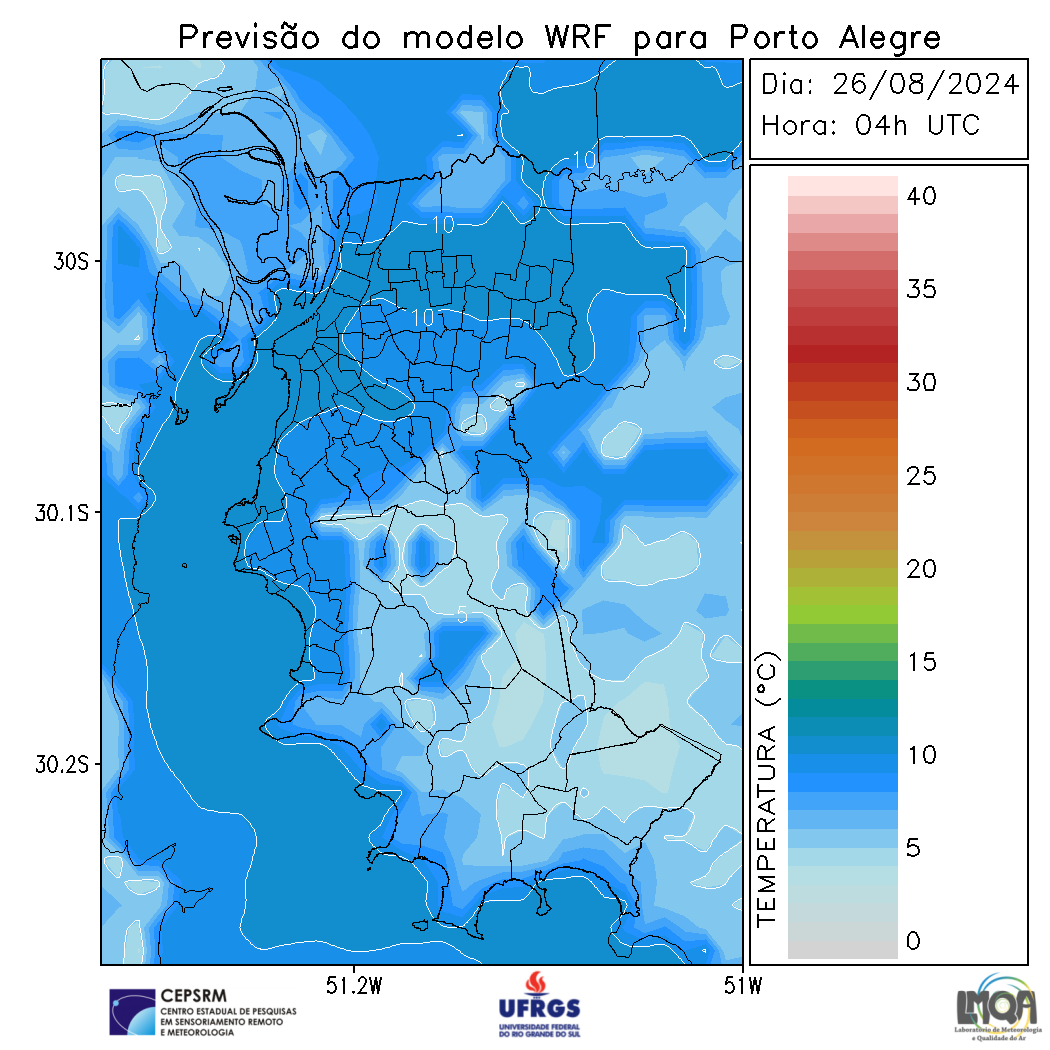 Previsão do modelo WRF para Porto Alegre
Dia: 26/08/2024
Hora: 04h UTC
10
10
10
5
30S
30.1S
30.2S
51.2W
51W
40
35
30
25
20
15
10
5
0
TEMPERATURA (°C)
CEPSRM
CENTRO ESTADUAL DE PESQUISAS
EM SENSORIAMENTO REMOTO
E METEOROLOGIA
UFRGS
UNIVERSIDADE FEDERAL
DO RIO GRANDE DO SUL
LMQA
Laboratório de Meteorologia
e Qualidade do Ar